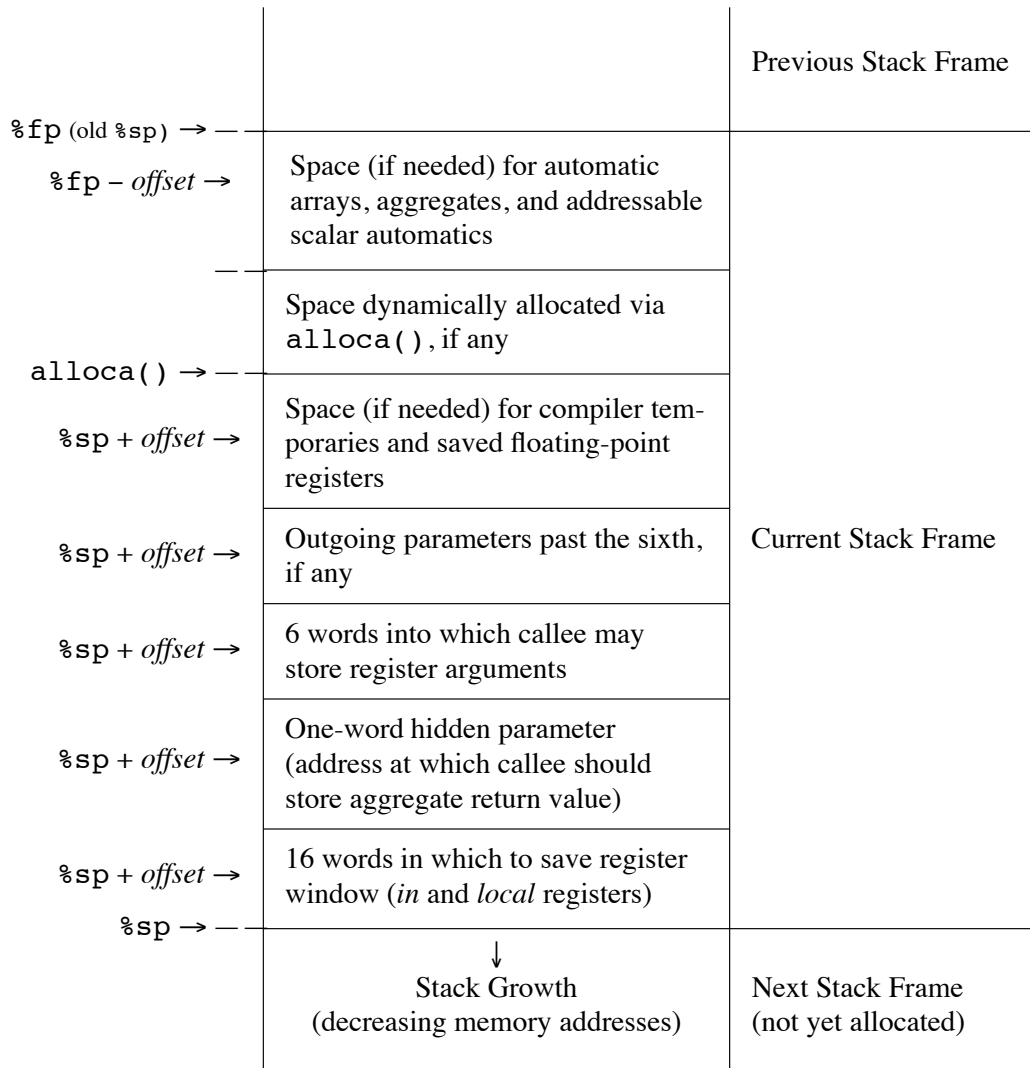 Previous Stack Frame
%fp (old %sp) →
%fp – offset →
Space (if needed) for automatic
arrays, aggregates, and addressable
scalar automatics
Space dynamically allocated via
alloca(), if any
alloca() →
%sp + offset →
Space (if needed) for compiler tem-
poraries and saved floating-point
registers
%sp + offset →
Outgoing parameters past the sixth,
if any
Current Stack Frame
%sp + offset →
6 words into which callee may
store register arguments
%sp + offset →
One-word hidden parameter
(address at which callee should
store aggregate return value)
%sp + offset →
16 words in which to save register
window (in and local registers)
%sp →
↓
Stack Growth
(decreasing memory addresses)
Next Stack Frame
(not yet allocated)